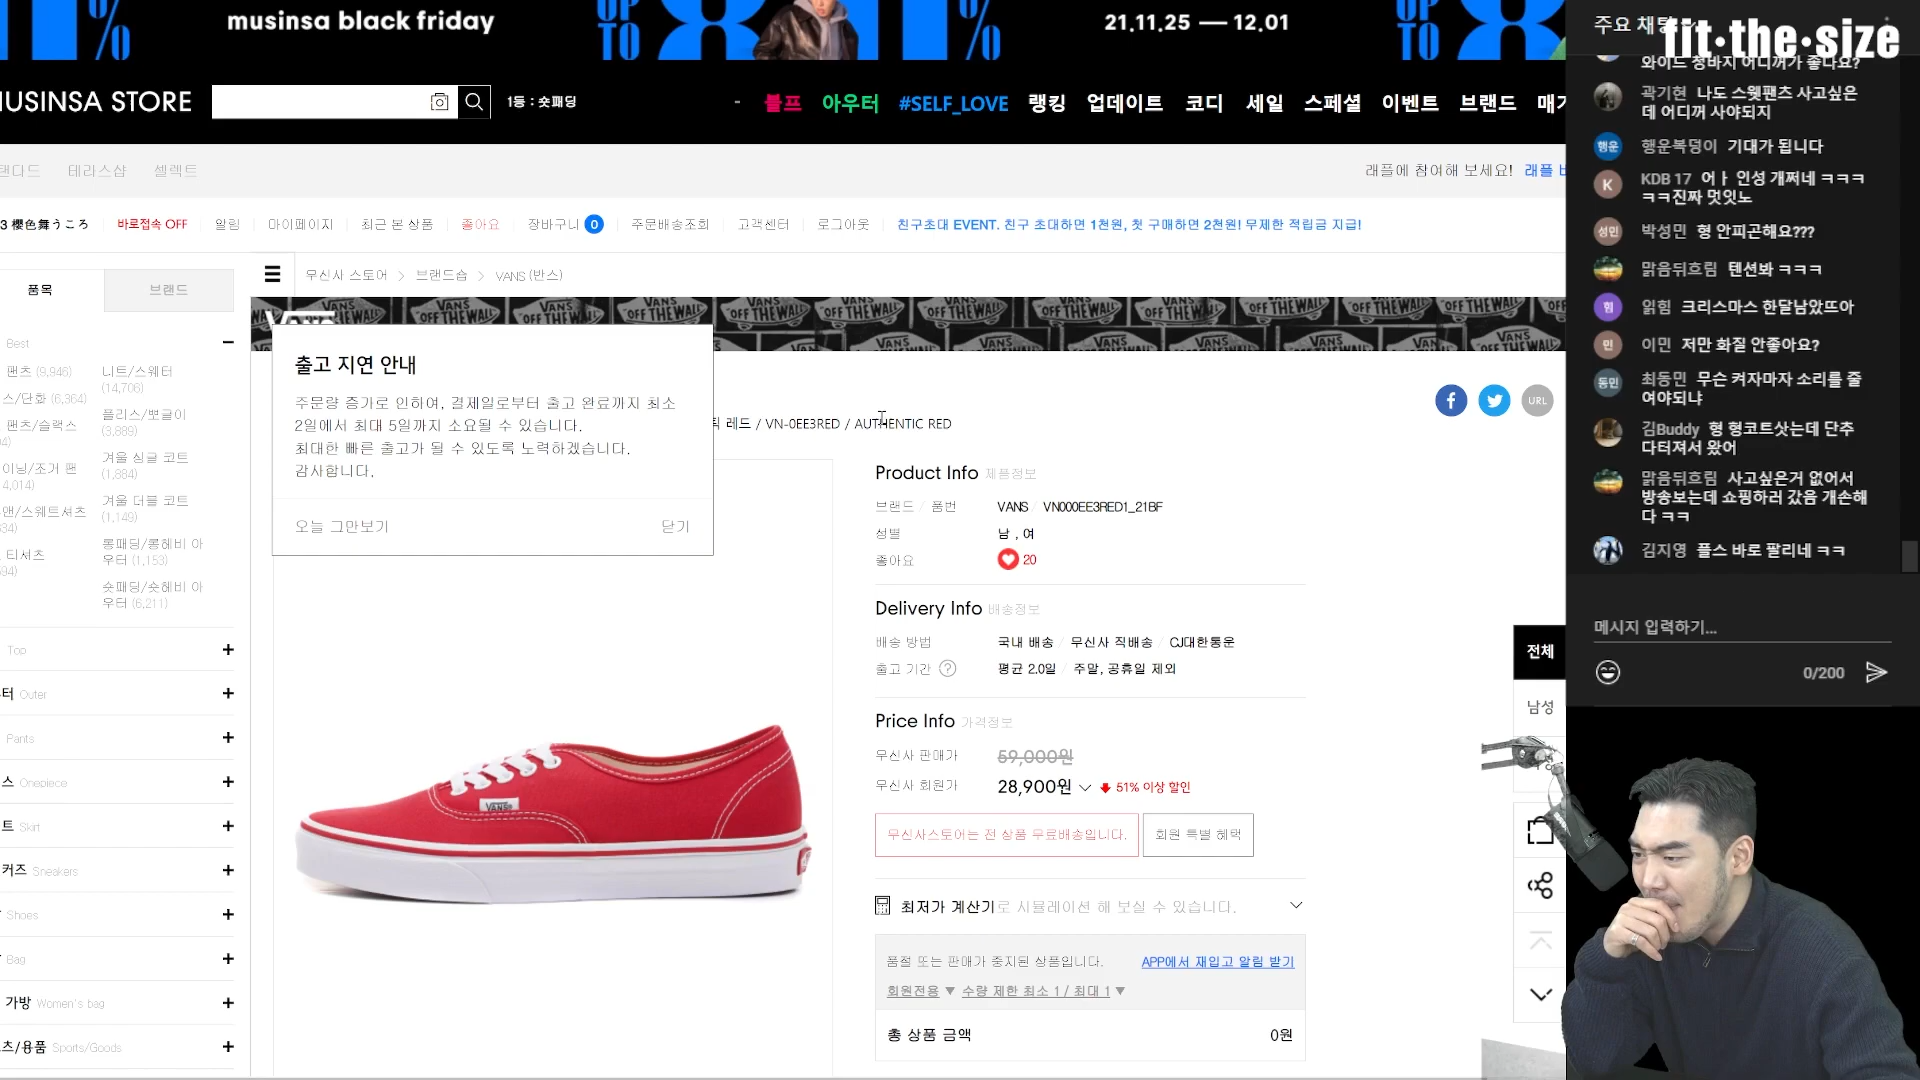 musinsa black friday
UP TO
21.11.25 — 12.01
UP TO
MUSINSA STORE
1등 : 숏패딩
블프 아우터 #SELF_LOVE 랭킹 업데이트 코디 세일 스페셜 이벤트 브랜드 매거
테라스샵 셀렉트
래플에 참여해 보세요!
3 櫻色舞うころ 바로접속 OFF 알림 마이페이지 최근 본 상품 좋아요 장바구니 0 주문배송조회 고객센터 로그아웃 친구초대 EVENT. 친구 초대하면 1천원, 첫 구매하면 2천원! 무제한 적립금 지급!
품목 브랜드
무신사 스토어 > 브랜드숍 > VANS (반스)
VANS "OFF THE WALL"
Best
팬츠 (9,946) 니트/스웨터 (14,706)
스/단화 (6,364) 플리스/뽀글이 (3,889)
팬츠/슬랙스 겨울 싱글 코트 (1,884)
이닝/조거 팬 겨울 더블 코트 (1,149)
맨/스웨트셔츠 롱패딩/롱헤비 아우터 (1,153)
티셔츠 숏패딩/숏헤비 아우터 (6,211)
Top
터 Outer
Pants
스 Onepiece
트 Skirt
커즈 Sneakers
Shoes
Bag
가방 Women's bag
츠/용품 Sports/Goods
출고 지연 안내
주문량 증가로 인하여, 결제일로부터 출고 완료까지 최소
2일에서 최대 5일까지 소요될 수 있습니다.
최대한 빠른 출고가 될 수 있도록 노력하겠습니다.
감사합니다.
오늘 그만보기 닫기
레드 / VN-0EE3RED / AUTHENTIC RED
URL
Product Info 제품정보
브랜드 / 품번 VANS / VN000EE3RED1_21BF
성별 남 , 여
좋아요 20
Delivery Info 배송정보
배송 방법 국내 배송 / 무신사 직배송 / CJ대한통운
출고 기간 ? 평균 2.0일 / 주말, 공휴일 제외
Price Info 가격정보
무신사 판매가 59,000원
무신사 회원가 28,900원 51% 이상 할인
무신사스토어는 전 상품 무료배송입니다. 회원 특별 혜택
최저가 계산기로 시뮬레이션 해 보실 수 있습니다.
품절 또는 판매가 중지된 상품입니다. APP에서 재입고 알림 받기
회원전용 ▼ 수량 제한 최소 1 / 최대 1 ▼
총 상품 금액 0원
VANS
전체
남성
주요 채팅
fit·the·size
와이드 청바지 어디꺼가 좋나요?
곽기현 나도 스웻팬츠 사고싶은
데 어디꺼 사야되지
행운 행운복덩이 기대가 됩니다
K KDB 17 어ㅏ 인성 개쩌네 ㅋㅋㅋ
ㅋㅋ진짜 멋잇노
성민 박성민 형 안피곤해요???
맑음뒤흐림 텐션봐 ㅋㅋㅋ
힘 읽힘 크리스마스 한달남았뜨아
민 이민 저만 화질 안좋아요?
동민 최동민 무슨 켜자마자 소리를 줄
여야되냐
김Buddy 형 형코트삿는데 단추
다터져서 왔어
맑음뒤흐림 사고싶은거 없어서
방송보는데 쇼핑하러 갔음 개손해
다 ㅋㅋ
김지영 플스 바로 팔리네 ㅋㅋ
메시지 입력하기...
0/200